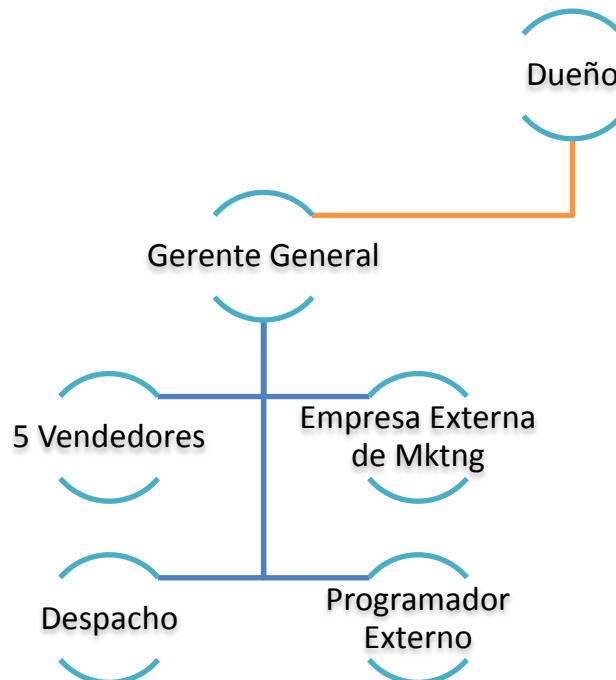 Dueño
Gerente General
5 Vendedores
Empresa Externa
de Mktng
Despacho
Programador
Externo